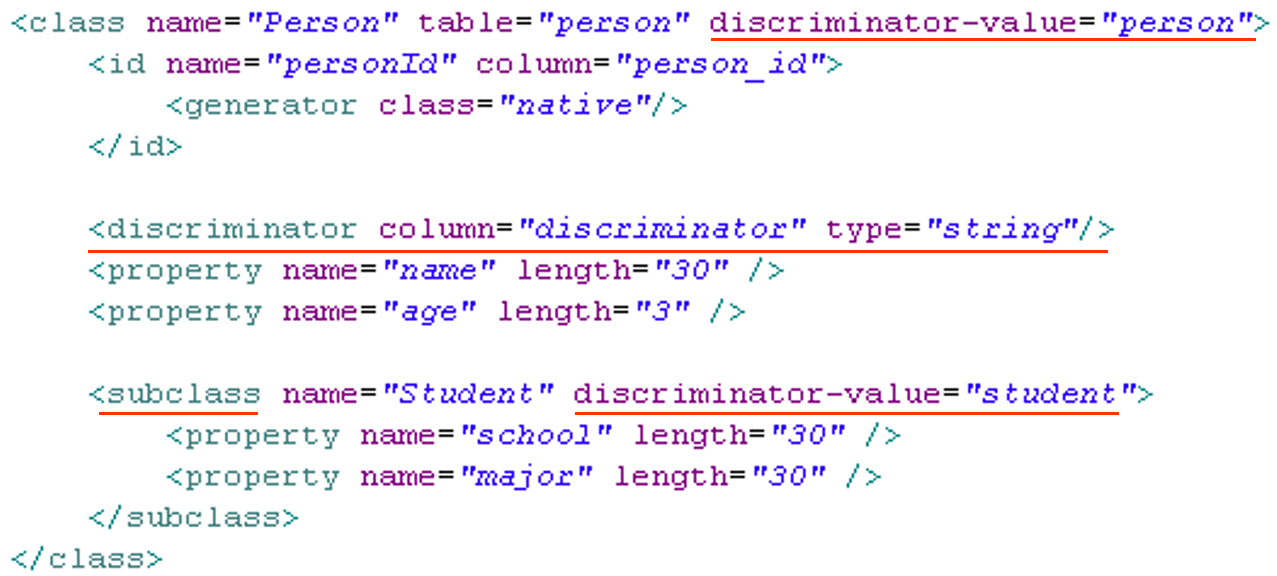 <class name="Person" table="person" discriminator-value="person">
<id name="personId" column="person_id">
<generator class="native"/>
</id>
<discriminator column="discriminator" type="string"/>
<property name="name" length="30" />
<property name="age" length="3" />
<subclass name="Student" discriminator-value="student">
<property name="school" length="30" />
<property name="major" length="30" />
</subclass>
</class>